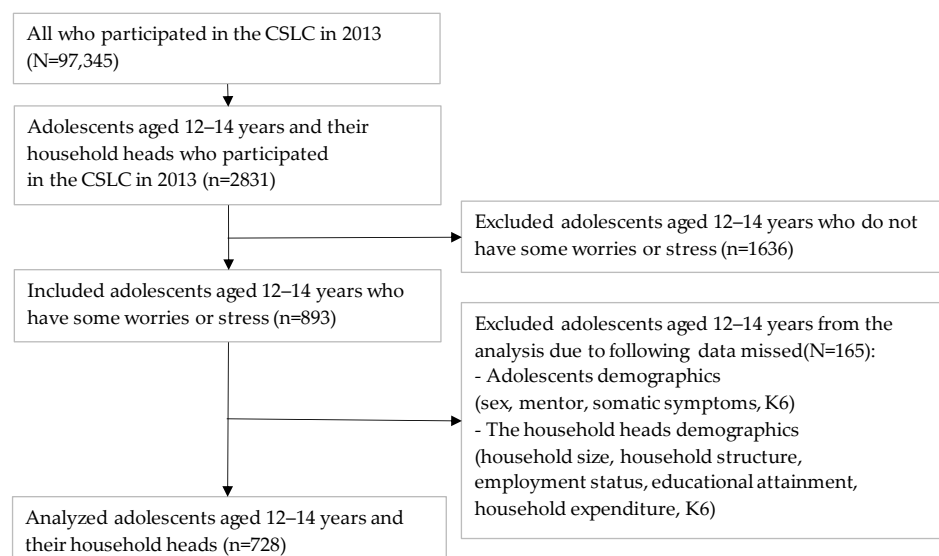 All who participated in the CSLC in 2013
(N=97,345)
Adolescents aged 12–14 years and their
household heads who participated
in the CSLC in 2013 (n=2831)
Excluded adolescents aged 12–14 years who do not
have some worries or stress (n=1636)
Included adolescents aged 12–14 years who
have some worries or stress (n=893)
Excluded adolescents aged 12–14 years from the
analysis due to following data missed(N=165):
- Adolescents demographics
(sex, mentor, somatic symptoms, K6)
- The household heads demographics
(household size, household structure,
employment status, educational attainment,
household expenditure, K6)
Analyzed adolescents aged 12–14 years and
their household heads (n=728)